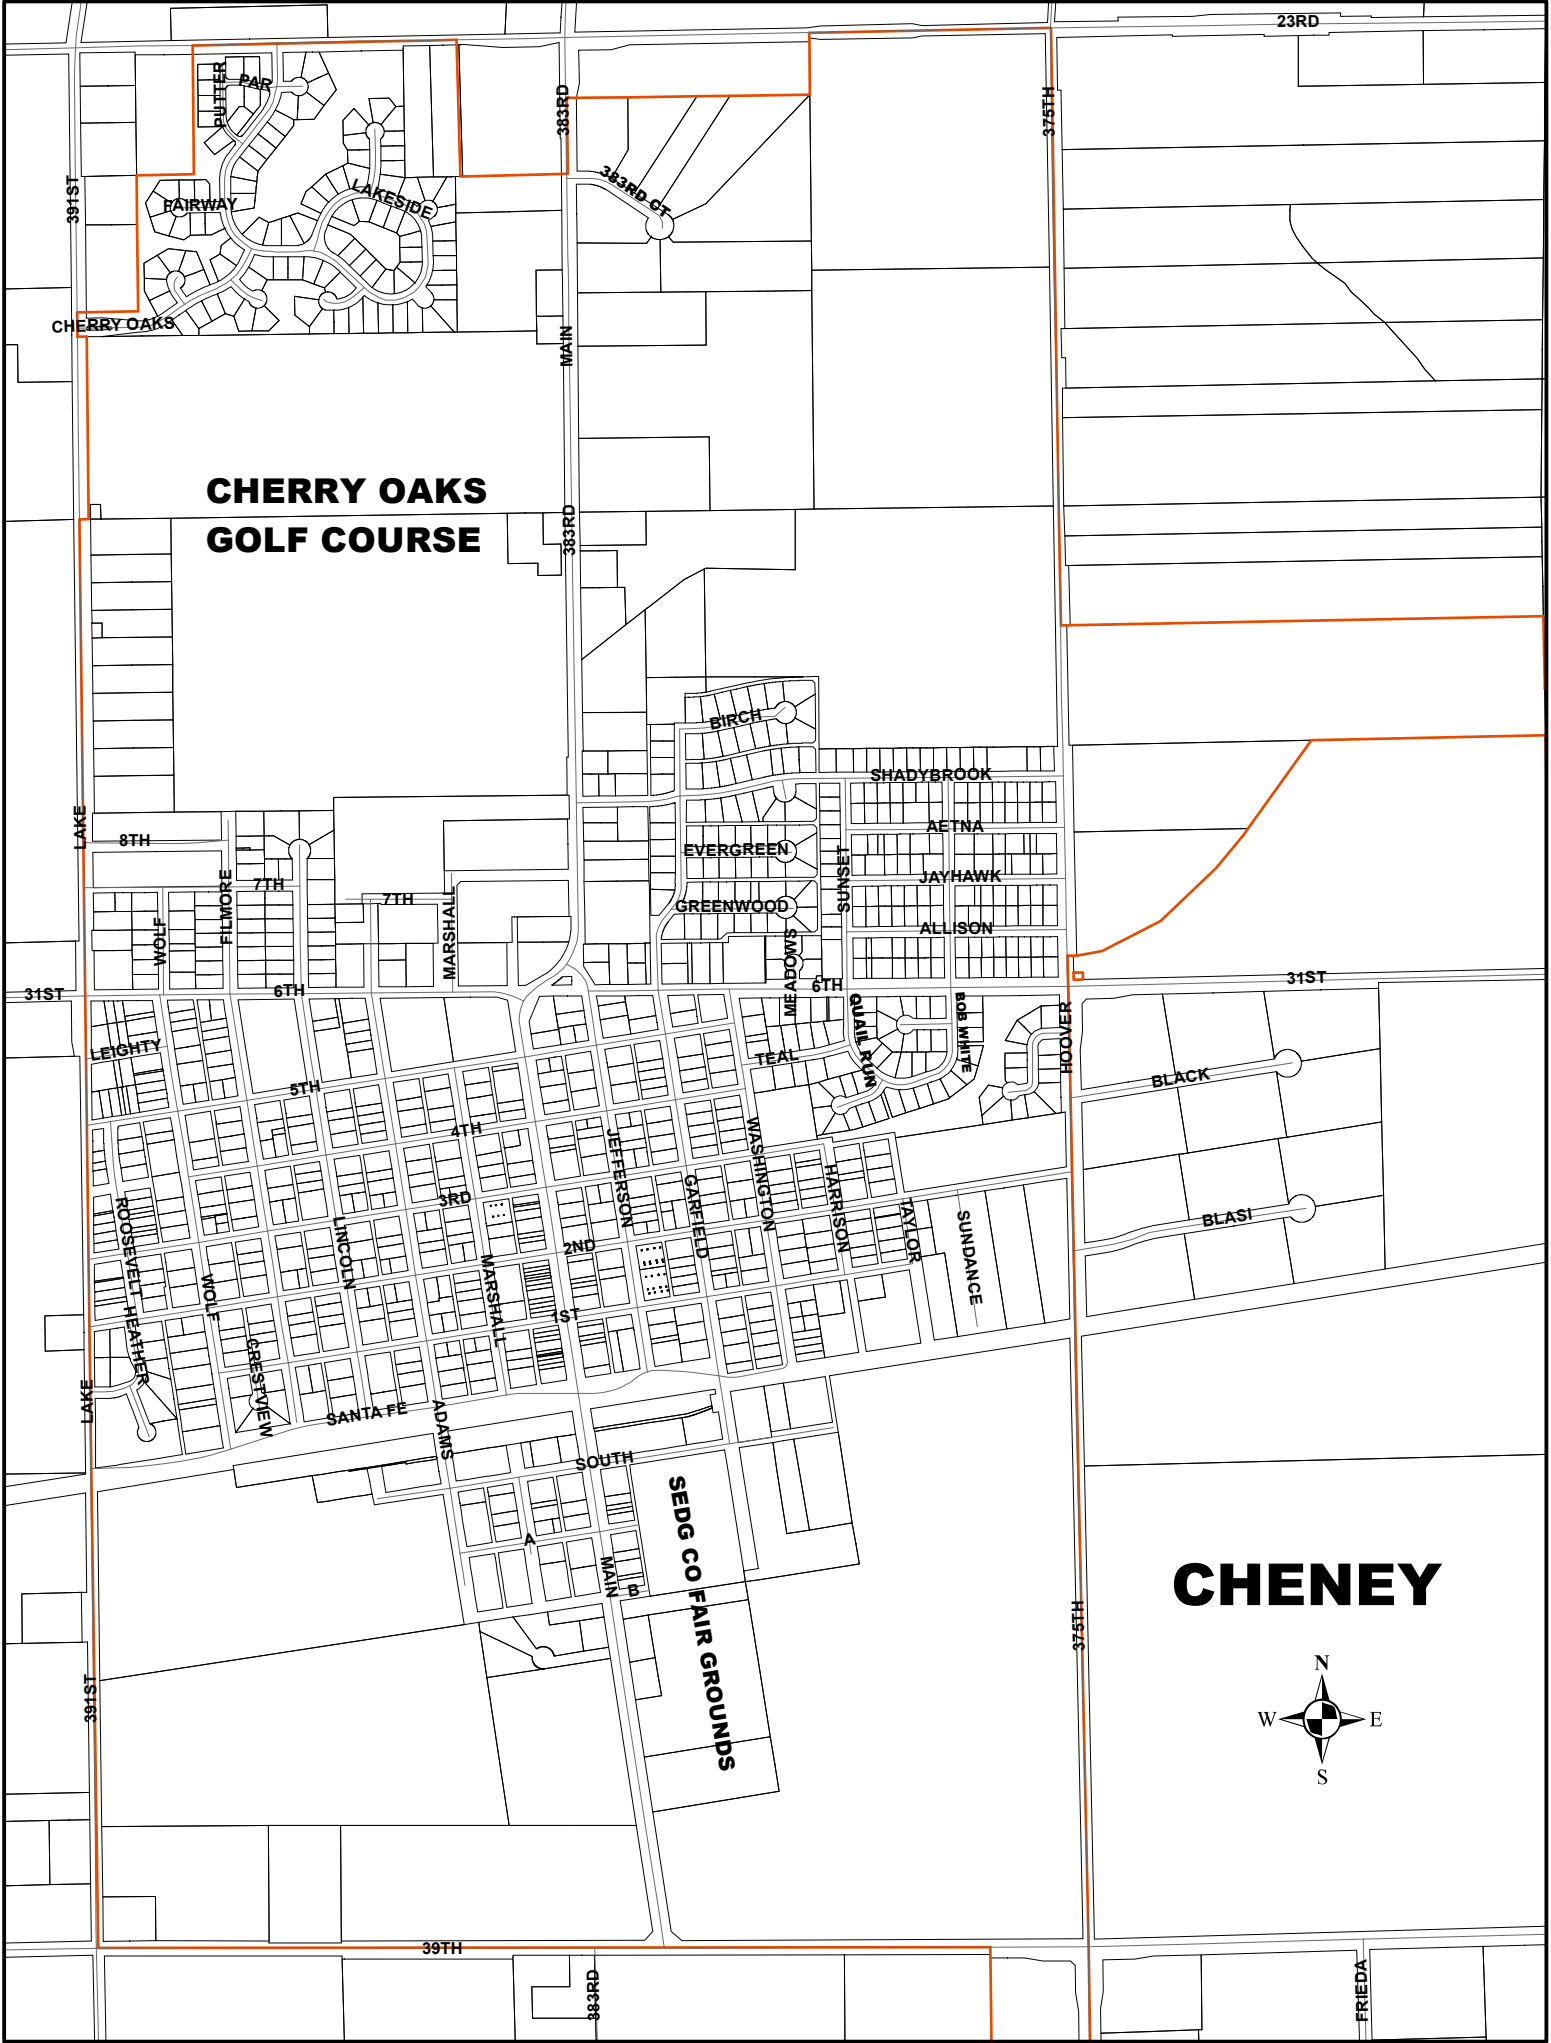 23RD
PUTTER
PAR
383RD
375TH
391ST
FAIRWAY
LAKESIDE
383RD CT
CHERRY OAKS
MAIN
CHERRY OAKS
GOLF COURSE
383RD
BIRCH
SHADYBROOK
LAKE
8TH
AETNA
EVERGREEN
SUNSET
7TH
7TH
JAYHAWK
FILMORE
MARSHALL
GREENWOOD
WOLF
ALLISON
MEADOWS
31ST
6TH
6TH
31ST
QUAIL RUN
BOB WHITE
HOOVER
LEIGHTY
TEAL
BLACK
5TH
4TH
JEFFERSON
WASHINGTON
3RD
GARFIELD
HARRISON
ROOSEVELT
LINCOLN
TAYLOR
SUNDANCE
BLASI
2ND
WOLF
MARSHALL
HEATHER
1ST
CRESTVIEW
LAKE
SANTA FE
ADAMS
SOUTH
SEDG CO FAIR GROUNDS
A
MAIN
B
CHENEY
375TH
391ST
N
W
E
S
39TH
383RD
FRIEDA